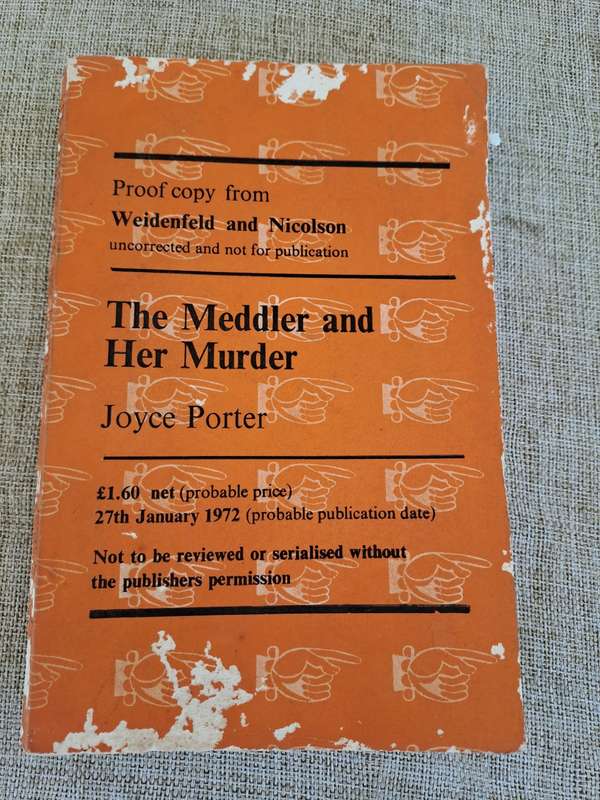 Proof copy from
Weidenfeld and Nicolson
uncorrected and not for publication
The Meddler and
Her Murder
Joyce Porter
£1.60 net (probable price)
27th January 1972 (probable publication date)
Not to be reviewed or serialised without
the publishers permission